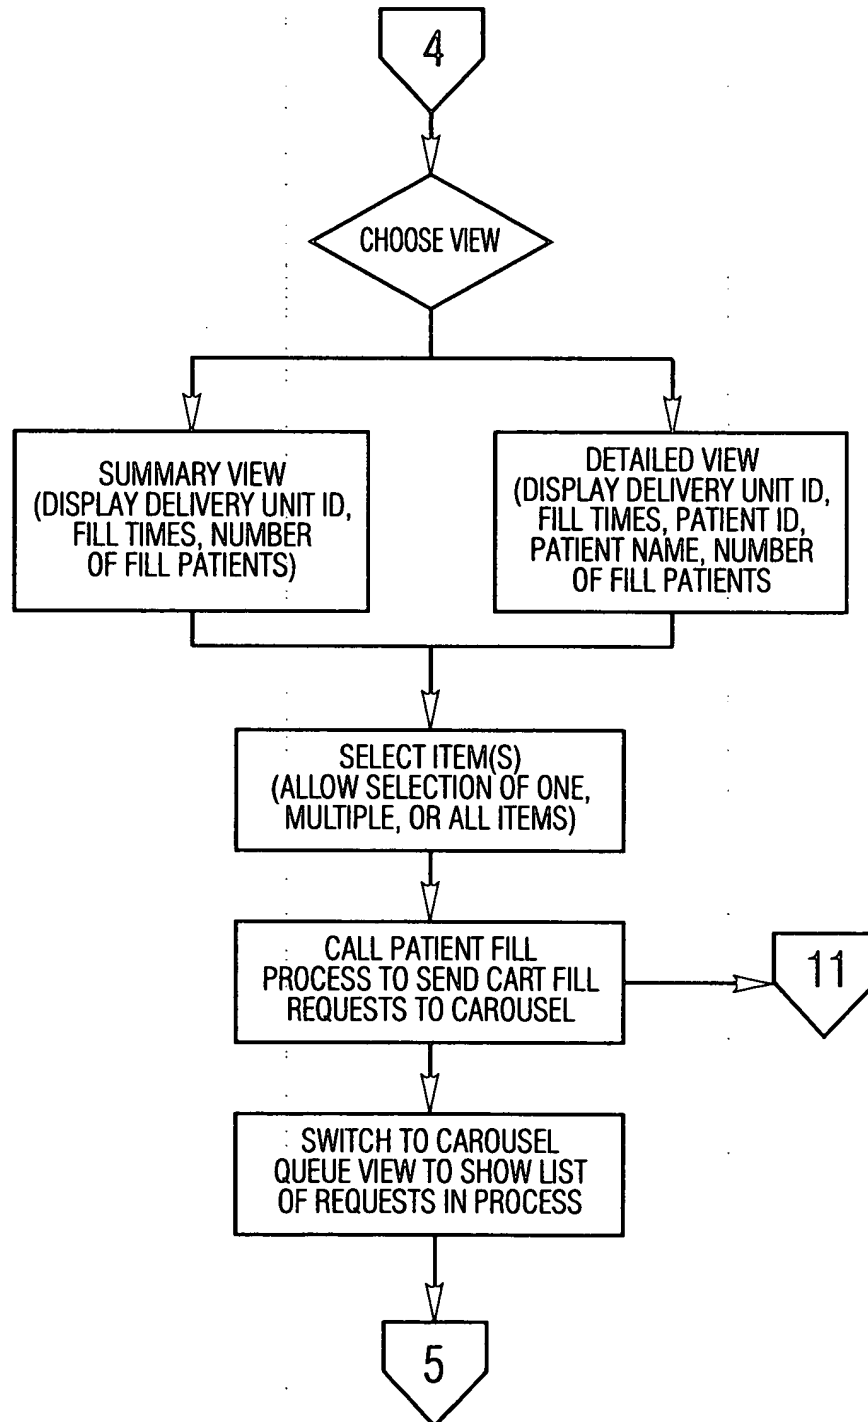 4
CHOOSE VIEW
SUMMARY VIEW
(DISPLAY DELIVERY UNIT ID,
FILL TIMES, NUMBER
OF FILL PATIENTS)
DETAILED VIEW
(DISPLAY DELIVERY UNIT ID,
FILL TIMES, PATIENT ID,
PATIENT NAME, NUMBER
OF FILL PATIENTS
SELECT ITEM(S)
(ALLOW SELECTION OF ONE,
MULTIPLE, OR ALL ITEMS)
CALL PATIENT FILL
PROCESS TO SEND CART FILL
REQUESTS TO CAROUSEL
11
SWITCH TO CAROUSEL
QUEUE VIEW TO SHOW LIST
OF REQUESTS IN PROCESS
5